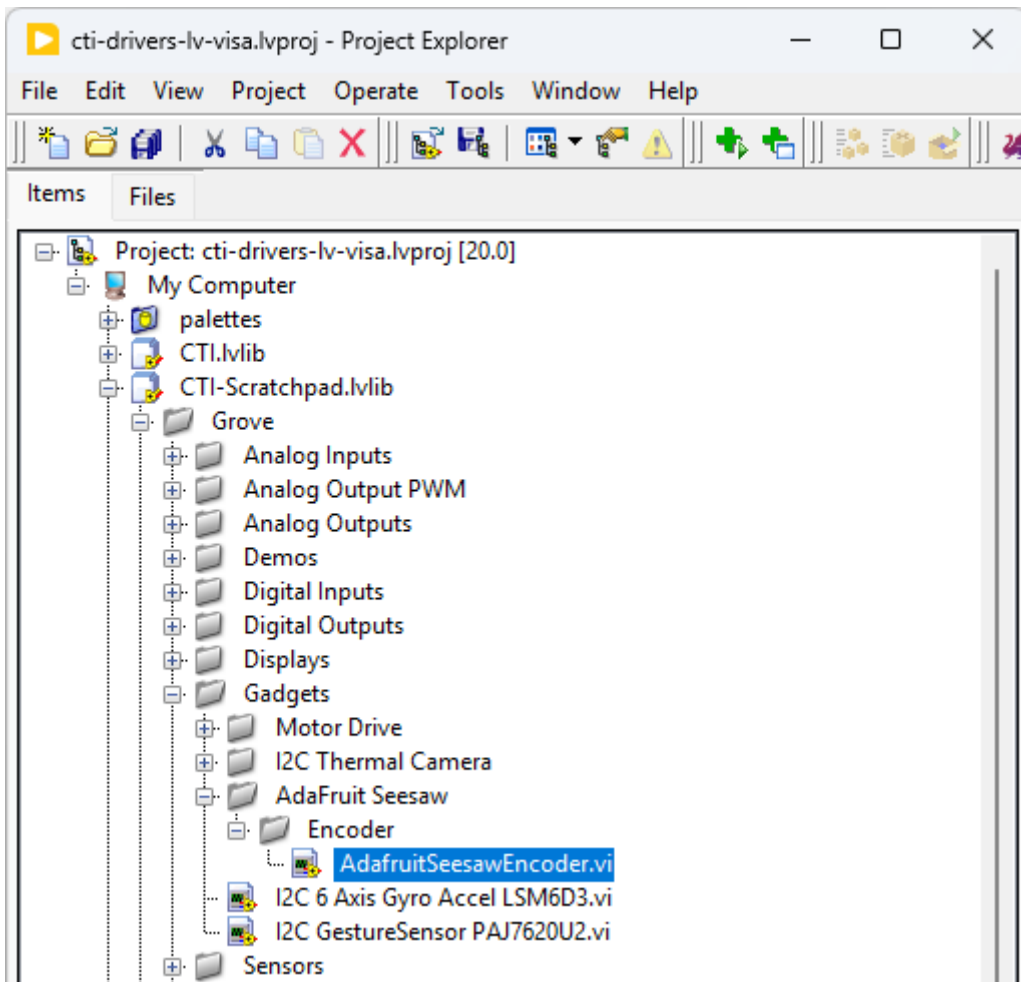 cti-drivers-lv-visa.lvproj - Project Explorer
File Edit View Project Operate Tools Window Help
Items Files
Project: cti-drivers-lv-visa.lvproj [20.0]
My Computer
palettes
CTI.lvlib
CTI-Scratchpad.lvlib
Grove
Analog Inputs
Analog Output PWM
Analog Outputs
Demos
Digital Inputs
Digital Outputs
Displays
Gadgets
Motor Drive
I2C Thermal Camera
AdaFruit Seesaw
Encoder
AdafruitSeesawEncoder.vi
I2C 6 Axis Gyro Accel LSM6D3.vi
I2C GestureSensor PAJ7620U2.vi
Sensors